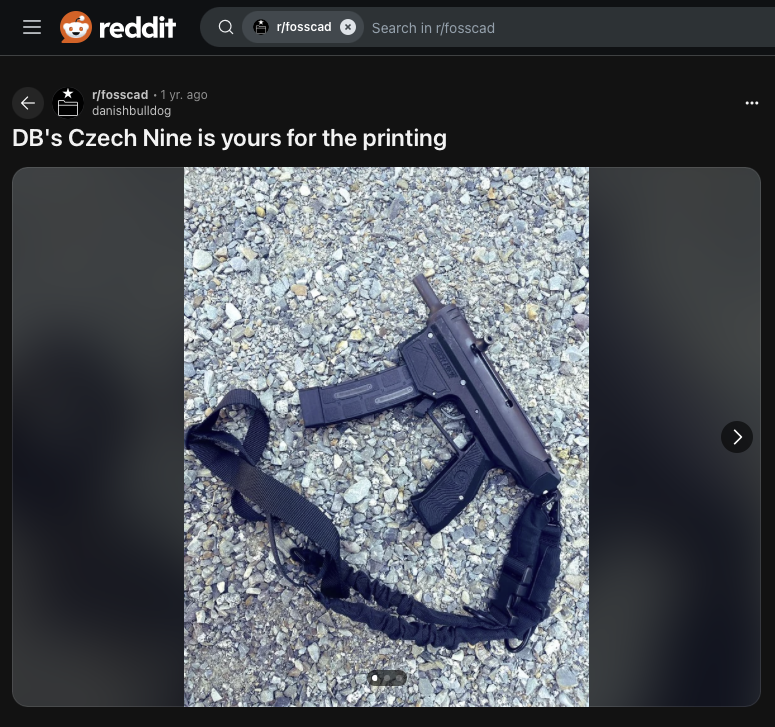 reddit
r/fosscad
Search in r/fosscad
r/fosscad • 1 yr. ago
danishbulldog
DB's Czech Nine is yours for the printing